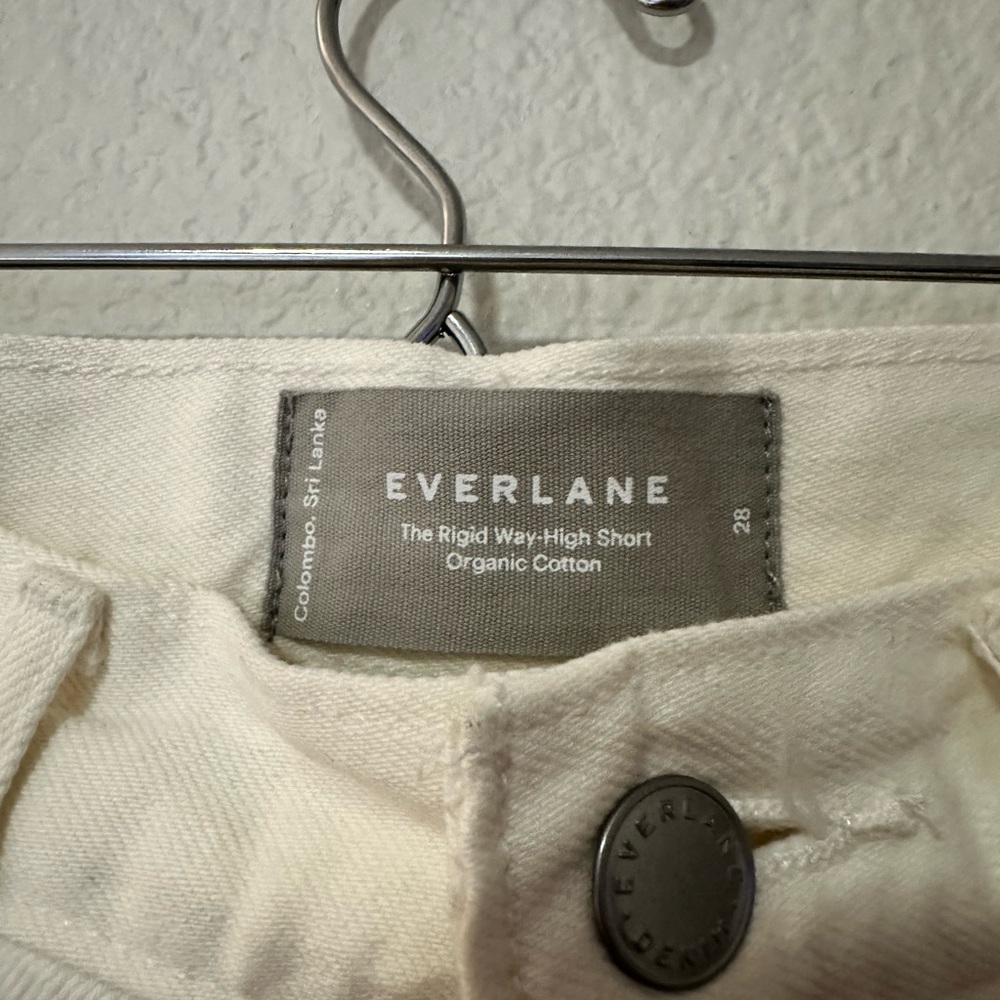 EVERLANE
The Rigid Way-High Short
Organic Cotton
Colombo, Sri Lanka
28
EVERLANE
DENIM